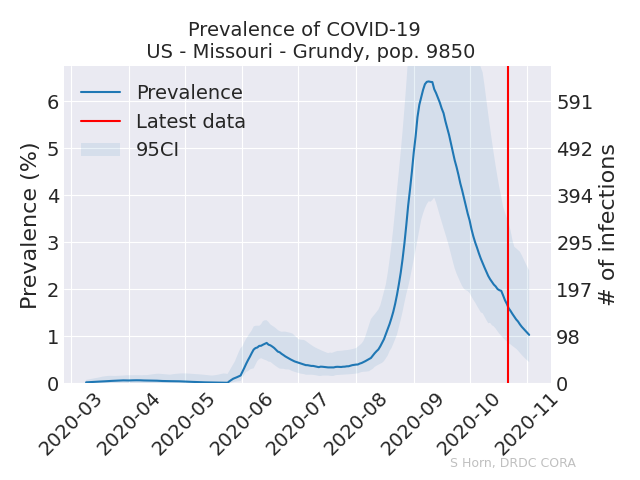 Prevalence of COVID-19
US - Missouri - Grundy, pop. 9850
Prevalence
Latest data
95CI
Prevalence (%)
6
5
4
3
2
1
0
# of infections
591
492
394
295
197
98
0
2020-03
2020-04
2020-05
2020-06
2020-07
2020-08
2020-09
2020-10
2020-11
S Horn, DRDC CORA